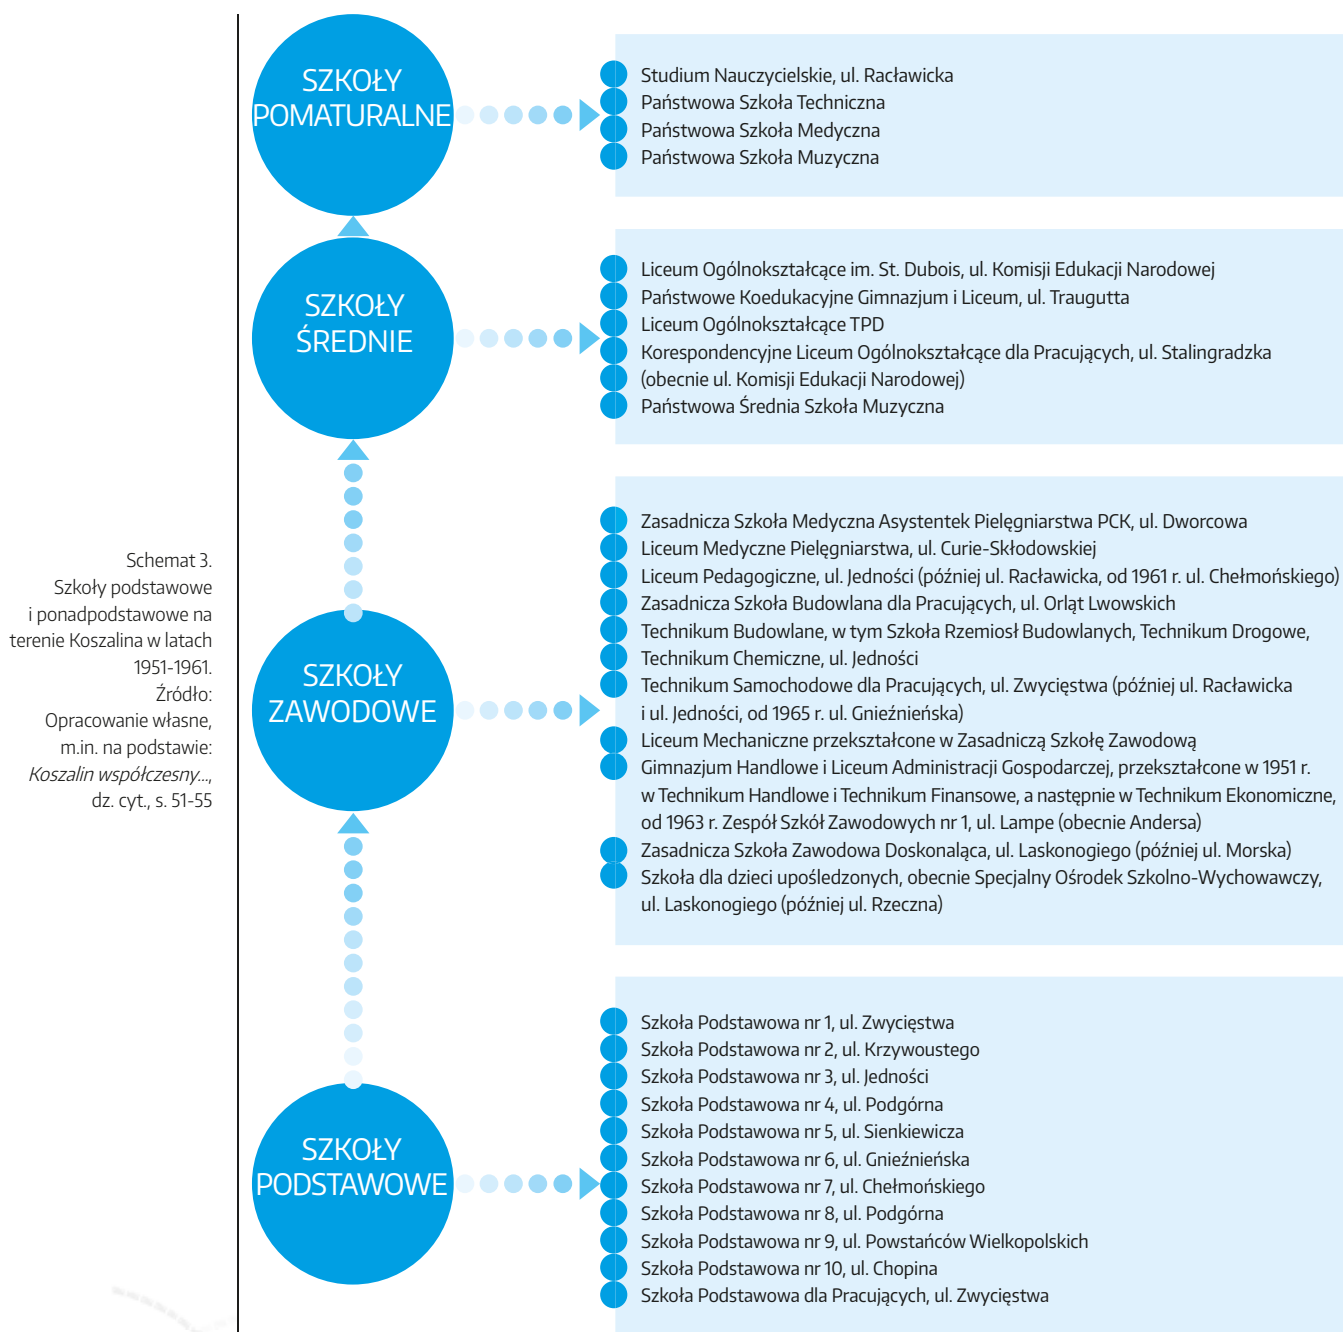 SZKOŁY
POMATURALNE
Studium Nauczycielskie, ul. Racławicka
Państwowa Szkoła Techniczna
Państwowa Szkoła Medyczna
Państwowa Szkoła Muzyczna
SZKOŁY
ŚREDNIE
Liceum Ogólnokształcące im. St. Dubois, ul. Komisji Edukacji Narodowej
Państwowe Koedukacyjne Gimnazjum i Liceum, ul. Traugutta
Liceum Ogólnokształcące TPD
Korespondencyjne Liceum Ogólnokształcące dla Pracujących, ul. Stalingradzka
(obecnie ul. Komisji Edukacji Narodowej)
Państwowa Średnia Szkoła Muzyczna
Schemat 3.
Szkoły podstawowe
i ponadpodstawowe na
terenie Koszalina w latach
1951-1961.
Źródło:
Opracowanie własne,
m.in. na podstawie:
Koszalin współczesny...,
dz. cyt., s. 51-55
SZKOŁY
ZAWODOWE
Zasadnicza Szkoła Medyczna Asystentek Pielęgniarstwa PCK, ul. Dworcowa
Liceum Medyczne Pielęgniarstwa, ul. Curie-Skłodowskiej
Liceum Pedagogiczne, ul. Jedności (później ul. Racławicka, od 1961 r. ul. Chełmońskiego)
Zasadnicza Szkoła Budowlana dla Pracujących, ul. Orląt Lwowskich
Technikum Budowlane, w tym Szkoła Rzemiosł Budowlanych, Technikum Drogowe,
Technikum Chemiczne, ul. Jedności
Technikum Samochodowe dla Pracujących, ul. Zwycięstwa (później ul. Racławicka
i ul. Jedności, od 1965 r. ul. Gnieźnieńska)
Liceum Mechaniczne przekształcone w Zasadniczą Szkołę Zawodową
Gimnazjum Handlowe i Liceum Administracji Gospodarczej, przekształcone w 1951 r.
w Technikum Handlowe i Technikum Finansowe, a następnie w Technikum Ekonomiczne,
od 1963 r. Zespół Szkół Zawodowych nr 1, ul. Lampe (obecnie Andersa)
Zasadnicza Szkoła Zawodowa Doskonaląca, ul. Laskonogiego (później ul. Morska)
Szkoła dla dzieci upośledzonych, obecnie Specjalny Ośrodek Szkolno-Wychowawczy,
ul. Laskonogiego (później ul. Rzeczna)
SZKOŁY
PODSTAWOWE
Szkoła Podstawowa nr 1, ul. Zwycięstwa
Szkoła Podstawowa nr 2, ul. Krzywoustego
Szkoła Podstawowa nr 3, ul. Jedności
Szkoła Podstawowa nr 4, ul. Podgórna
Szkoła Podstawowa nr 5, ul. Sienkiewicza
Szkoła Podstawowa nr 6, ul. Gnieźnieńska
Szkoła Podstawowa nr 7, ul. Chełmońskiego
Szkoła Podstawowa nr 8, ul. Podgórna
Szkoła Podstawowa nr 9, ul. Powstańców Wielkopolskich
Szkoła Podstawowa nr 10, ul. Chopina
Szkoła Podstawowa dla Pracujących, ul. Zwycięstwa